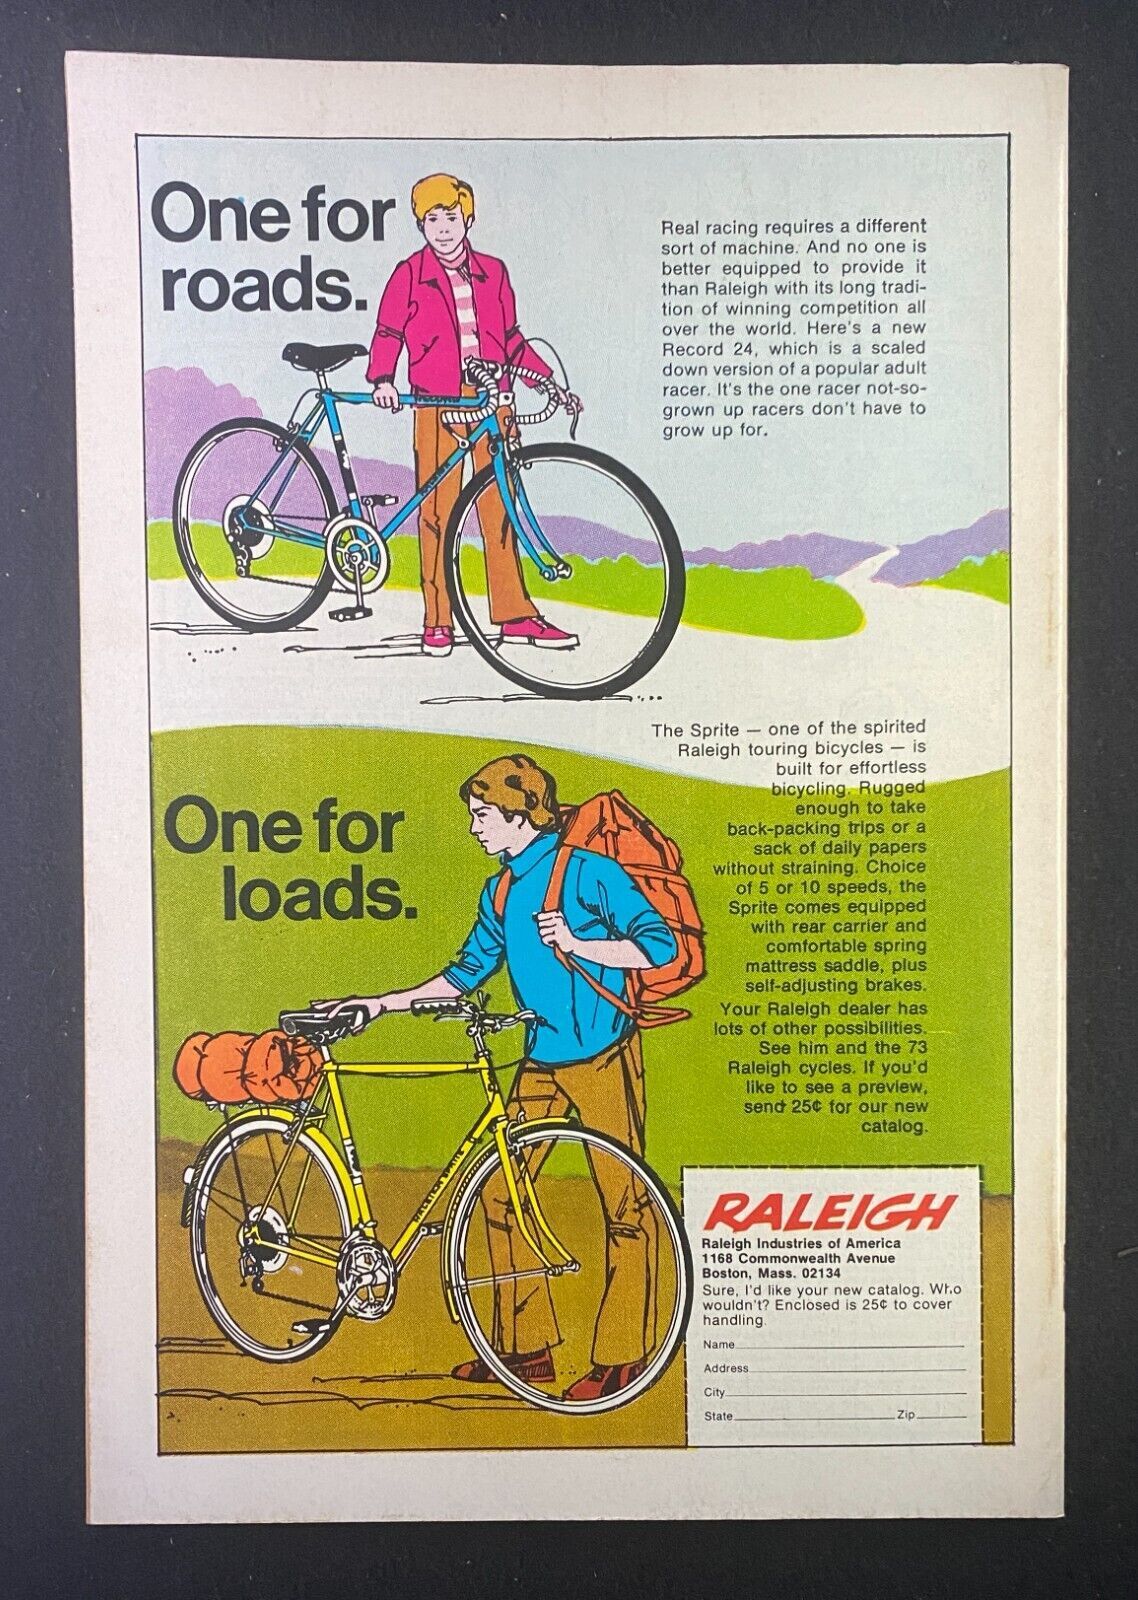 One for
roads.
Real racing requires a different
sort of machine. And no one is
better equipped to provide it
than Raleigh with its long tradi-
tion of winning competition all
over the world. Here's a new
Record 24, which is a scaled
down version of a popular adult
racer. It's the one racer not-so-
grown up racers don't have to
grow up for.
Record
RALEIGH
The Sprite — one of the spirited
Raleigh touring bicycles — is
built for effortless
bicycling. Rugged
enough to take
back-packing trips or a
sack of daily papers
without straining. Choice
of 5 or 10 speeds, the
Sprite comes equipped
with rear carrier and
comfortable spring
mattress saddle, plus
self-adjusting brakes.
Your Raleigh dealer has
lots of other possibilities.
See him and the 73
Raleigh cycles. If you'd
like to see a preview,
send 25¢ for our new
catalog.
One for
loads.
RALEIGH SPRITE
RALEIGH
Raleigh Industries of America
1168 Commonwealth Avenue
Boston, Mass. 02134
Sure, I'd like your new catalog. Who
wouldn't? Enclosed is 25¢ to cover
handling.
Name
Address
City
State Zip